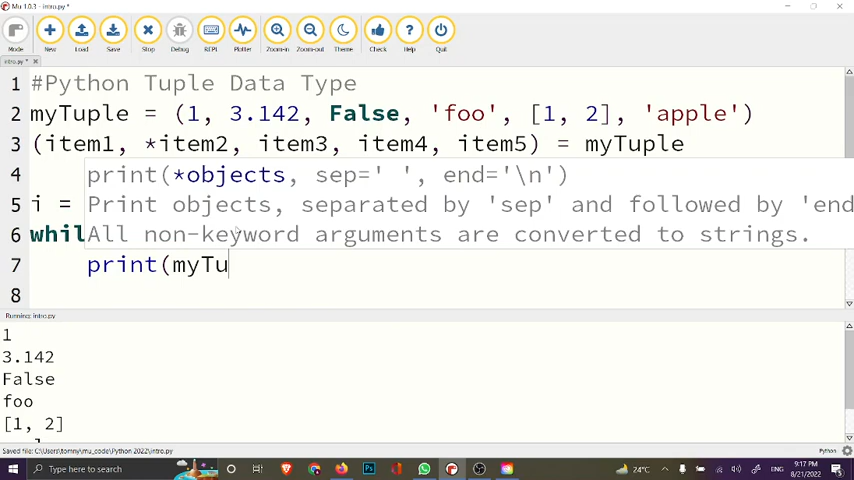 Mu 1.0.3 - intro.py *
Mode New Load Save Stop Debug REPL Plotter Zoom-in Zoom-out Theme Check Help Quit
intro.py *
1 #Python Tuple Data Type
2 myTuple = (1, 3.142, False, 'foo', [1, 2], 'apple')
3 (item1, *item2, item3, item4, item5) = myTuple
4 print(*objects, sep=' ', end='\n')
5 i = Print objects, separated by 'sep' and followed by 'end
6 whil All non-keyword arguments are converted to strings.
7 print(myTu
8
Running: intro.py
1
3.142
False
foo
[1, 2]
Saved file: C:\Users\tommy\mu_code\Python 2022\intro.py
Python
Type here to search
24°C
9:17 PM
8/21/2022